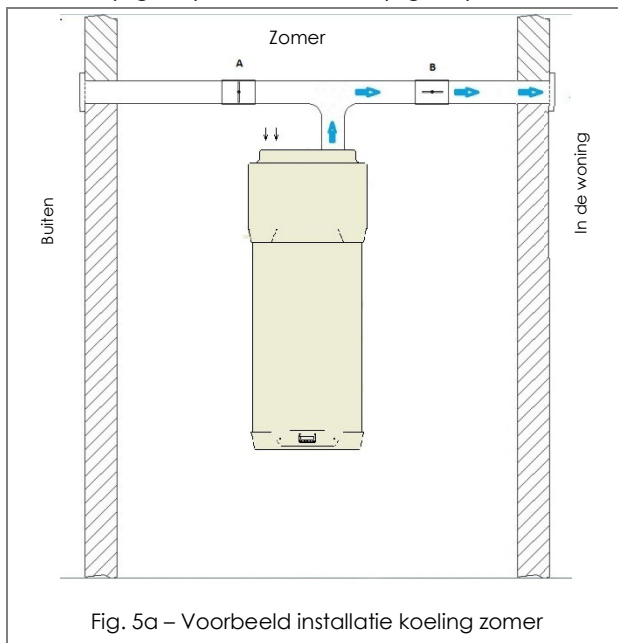 Zomer
A
B
Buiten
In de woning
Fig. 5a – Voorbeeld installatie koeling zomer